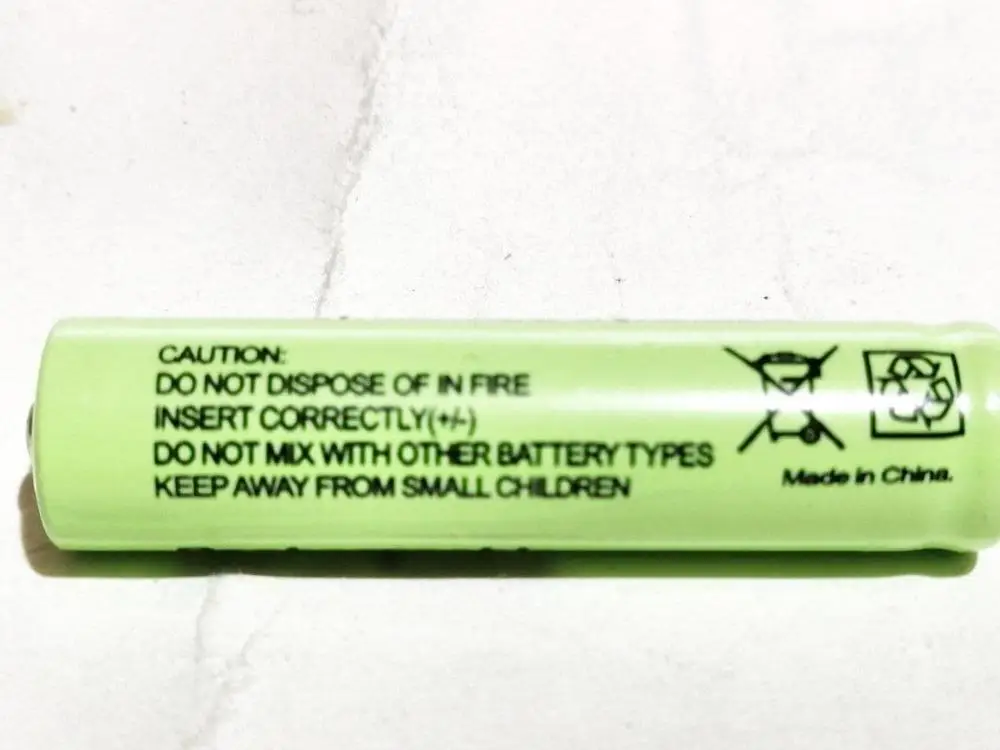 CAUTION:
DO NOT DISPOSE OF IN FIRE
INSERT CORRECTLY(+/-)
DO NOT MIX WITH OTHER BATTERY TYPES
KEEP AWAY FROM SMALL CHILDREN
Made in China.